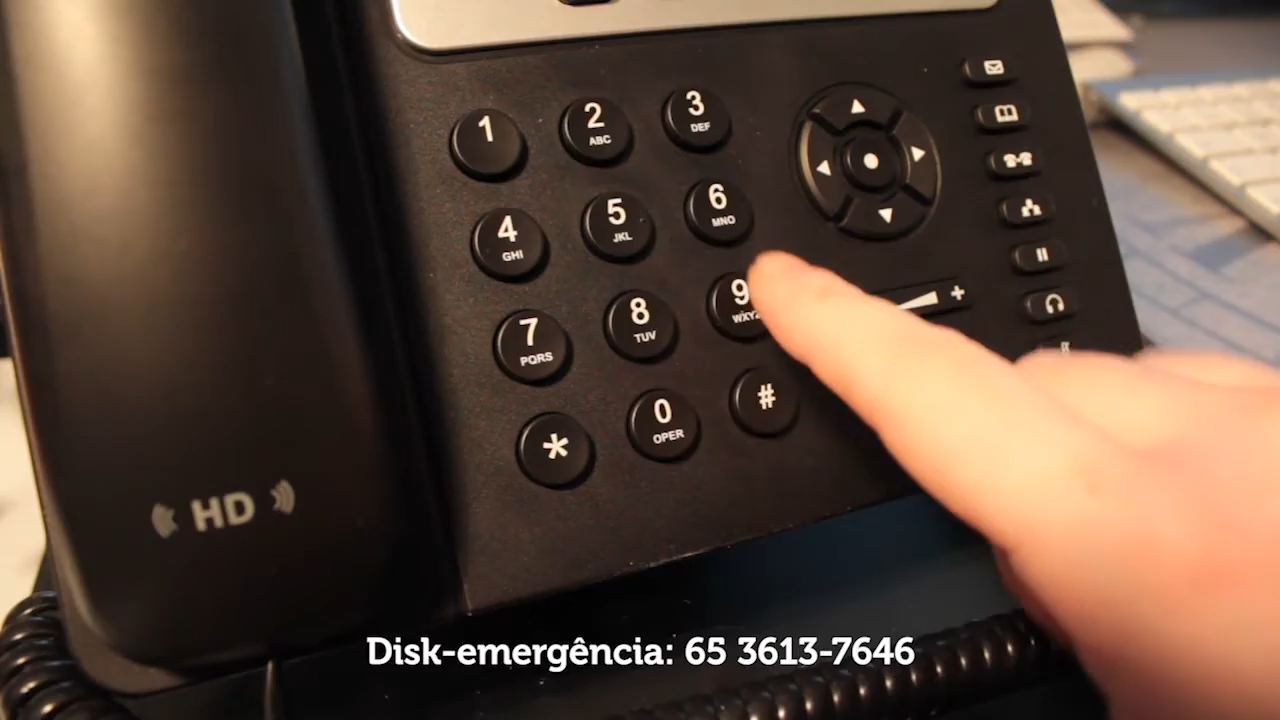 1
2
ABC
3
DEF
4
GHI
5
JKL
6
MNO
7
PQRS
8
TUV
9
WXYZ
*
0
OPER
#
+
HD
Disk-emergência: 65 3613-7646